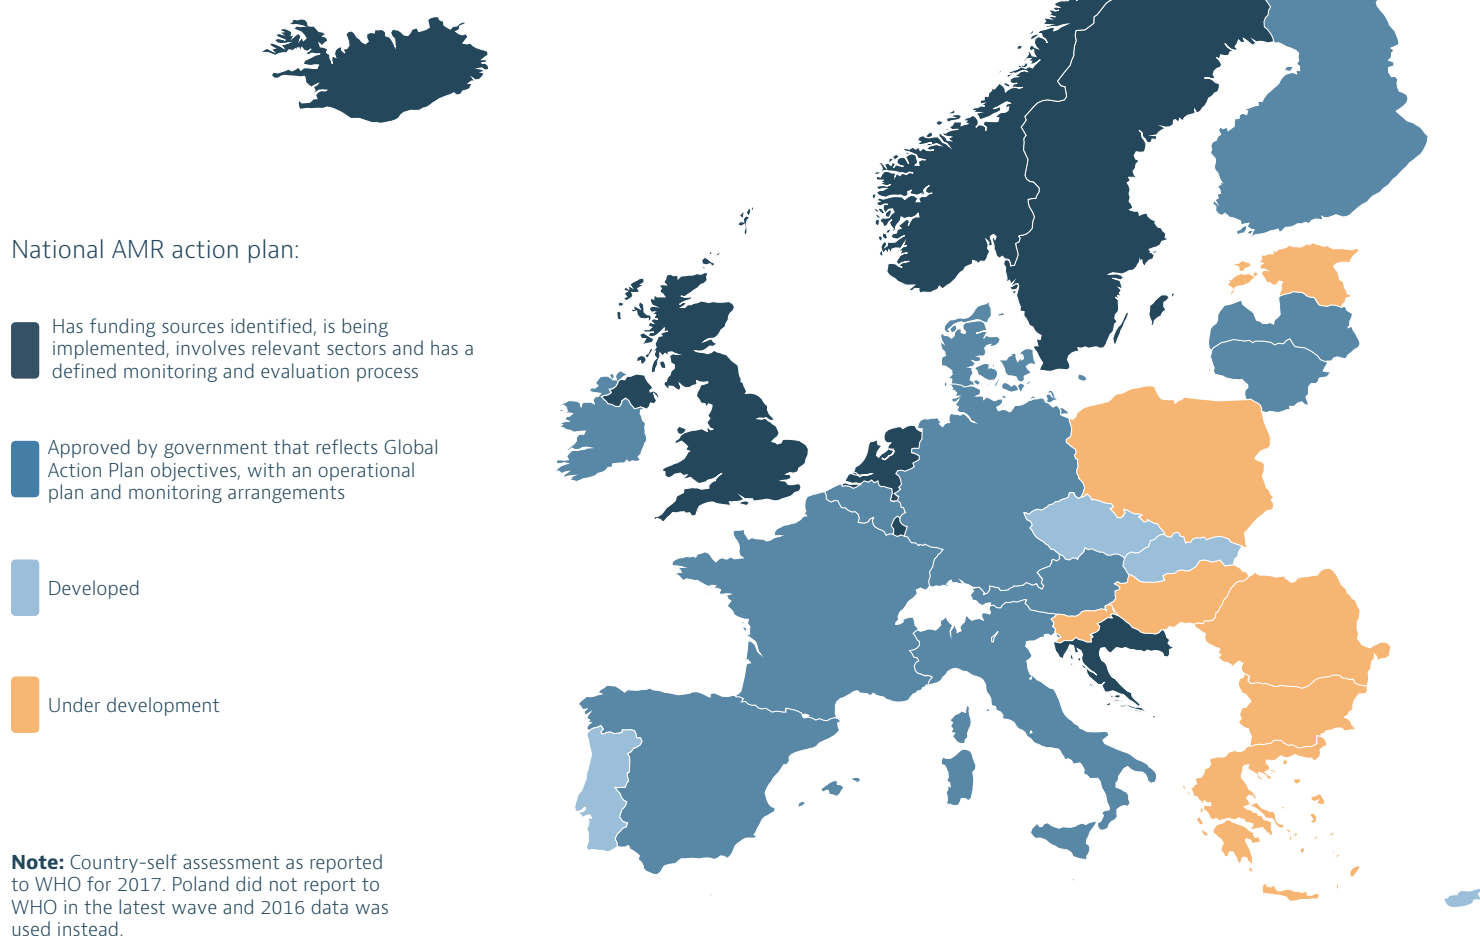 National AMR action plan:
Has funding sources identified, is being
implemented, involves relevant sectors and has a
defined monitoring and evaluation process
Approved by government that reflects Global
Action Plan objectives, with an operational
plan and monitoring arrangements
Developed
Under development
Note: Country-self assessment as reported
to WHO for 2017. Poland did not report to
WHO in the latest wave and 2016 data was
used instead.